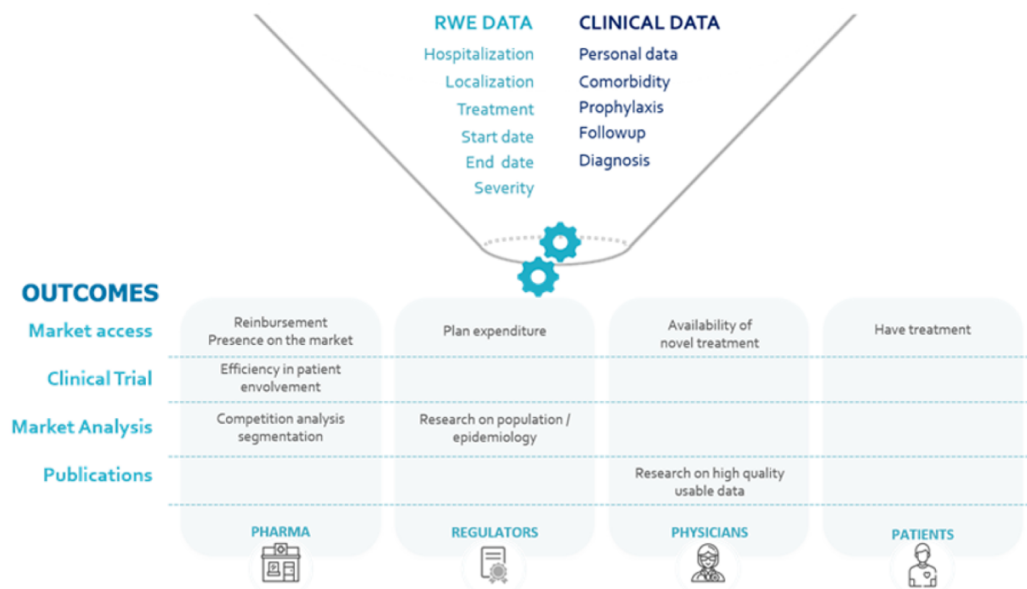 RWE DATA
Hospitalization
Localization
Treatment
Start date
End date
Severity
CLINICAL DATA
Personal data
Comorbidity
Prophylaxis
Followup
Diagnosis
OUTCOMES
Market access
Reinbursement
Presence on the market
Plan expenditure
Availability of
novel treatment
Have treatment
Clinical Trial
Efficiency in patient
envolvement
Market Analysis
Competition analysis
segmentation
Research on population /
epidemiology
Publications
Research on high quality
usable data
PHARMA
REGULATORS
PHYSICIANS
PATIENTS